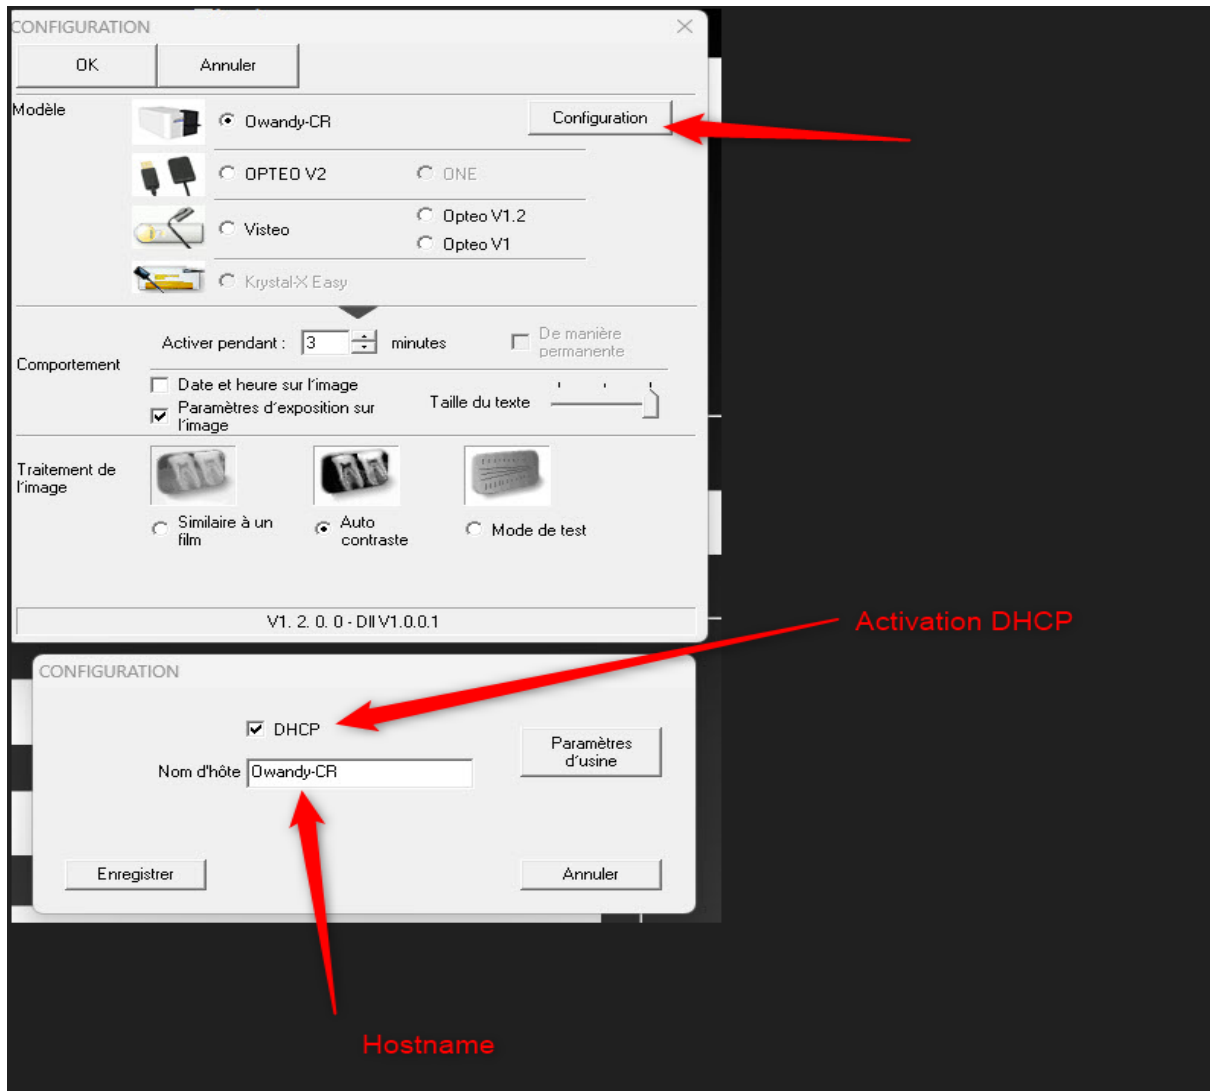 CONFIGURATION
OK
Annuler
Modèle
Owandy-CR
Configuration
OPTEO V2
ONE
Visteo
Opteo V1.2
Opteo V1
Krystal-X Easy
Activer pendant :
3
minutes
De manière
permanente
Comportement
Date et heure sur l'image
Paramètres d'exposition sur
l'image
Taille du texte
Traitement de
l'image
Similaire à un
film
Auto
contraste
Mode de test
V1. 2. 0. 0 - Dll V1.0.0.1
Activation DHCP
CONFIGURATION
DHCP
Paramètres
d'usine
Nom d'hôte
Owandy-CR
Enregistrer
Annuler
Hostname